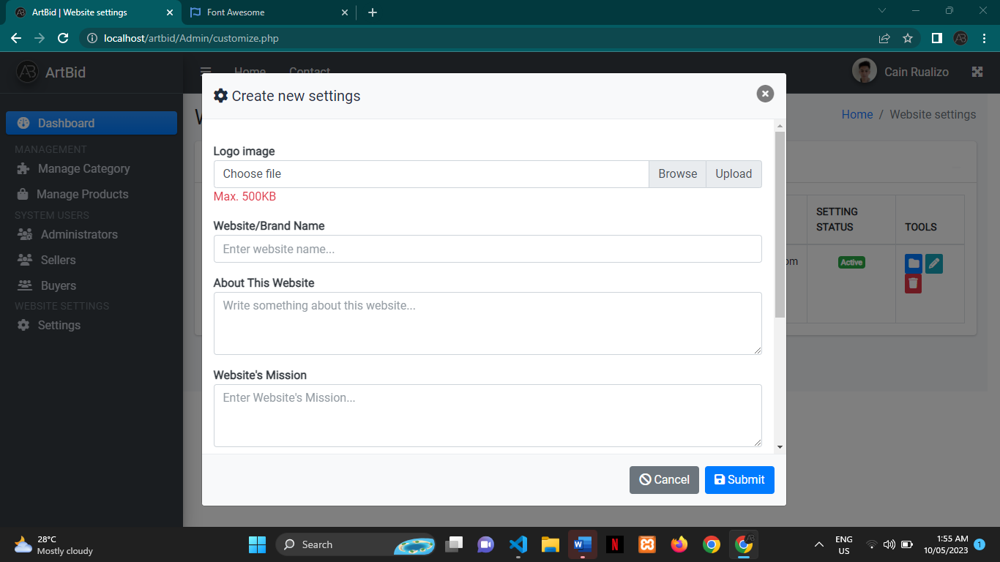 ArtBid | Website settings
Font Awesome
localhost/artbid/Admin/customize.php
ArtBid
Home
Contact
Cain Rualizo
Dashboard
MANAGEMENT
Manage Category
Manage Products
SYSTEM USERS
Administrators
Sellers
Buyers
WEBSITE SETTINGS
Settings
Home / Website settings
Create new settings
Logo image
Choose file
Browse
Upload
Max. 500KB
Website/Brand Name
Enter website name...
About This Website
Write something about this website...
Website's Mission
Enter Website's Mission...
Cancel
Submit
SETTING
STATUS
TOOLS
om
Active
28°C
Mostly cloudy
Search
ENG
US
1:55 AM
10/05/2023
1